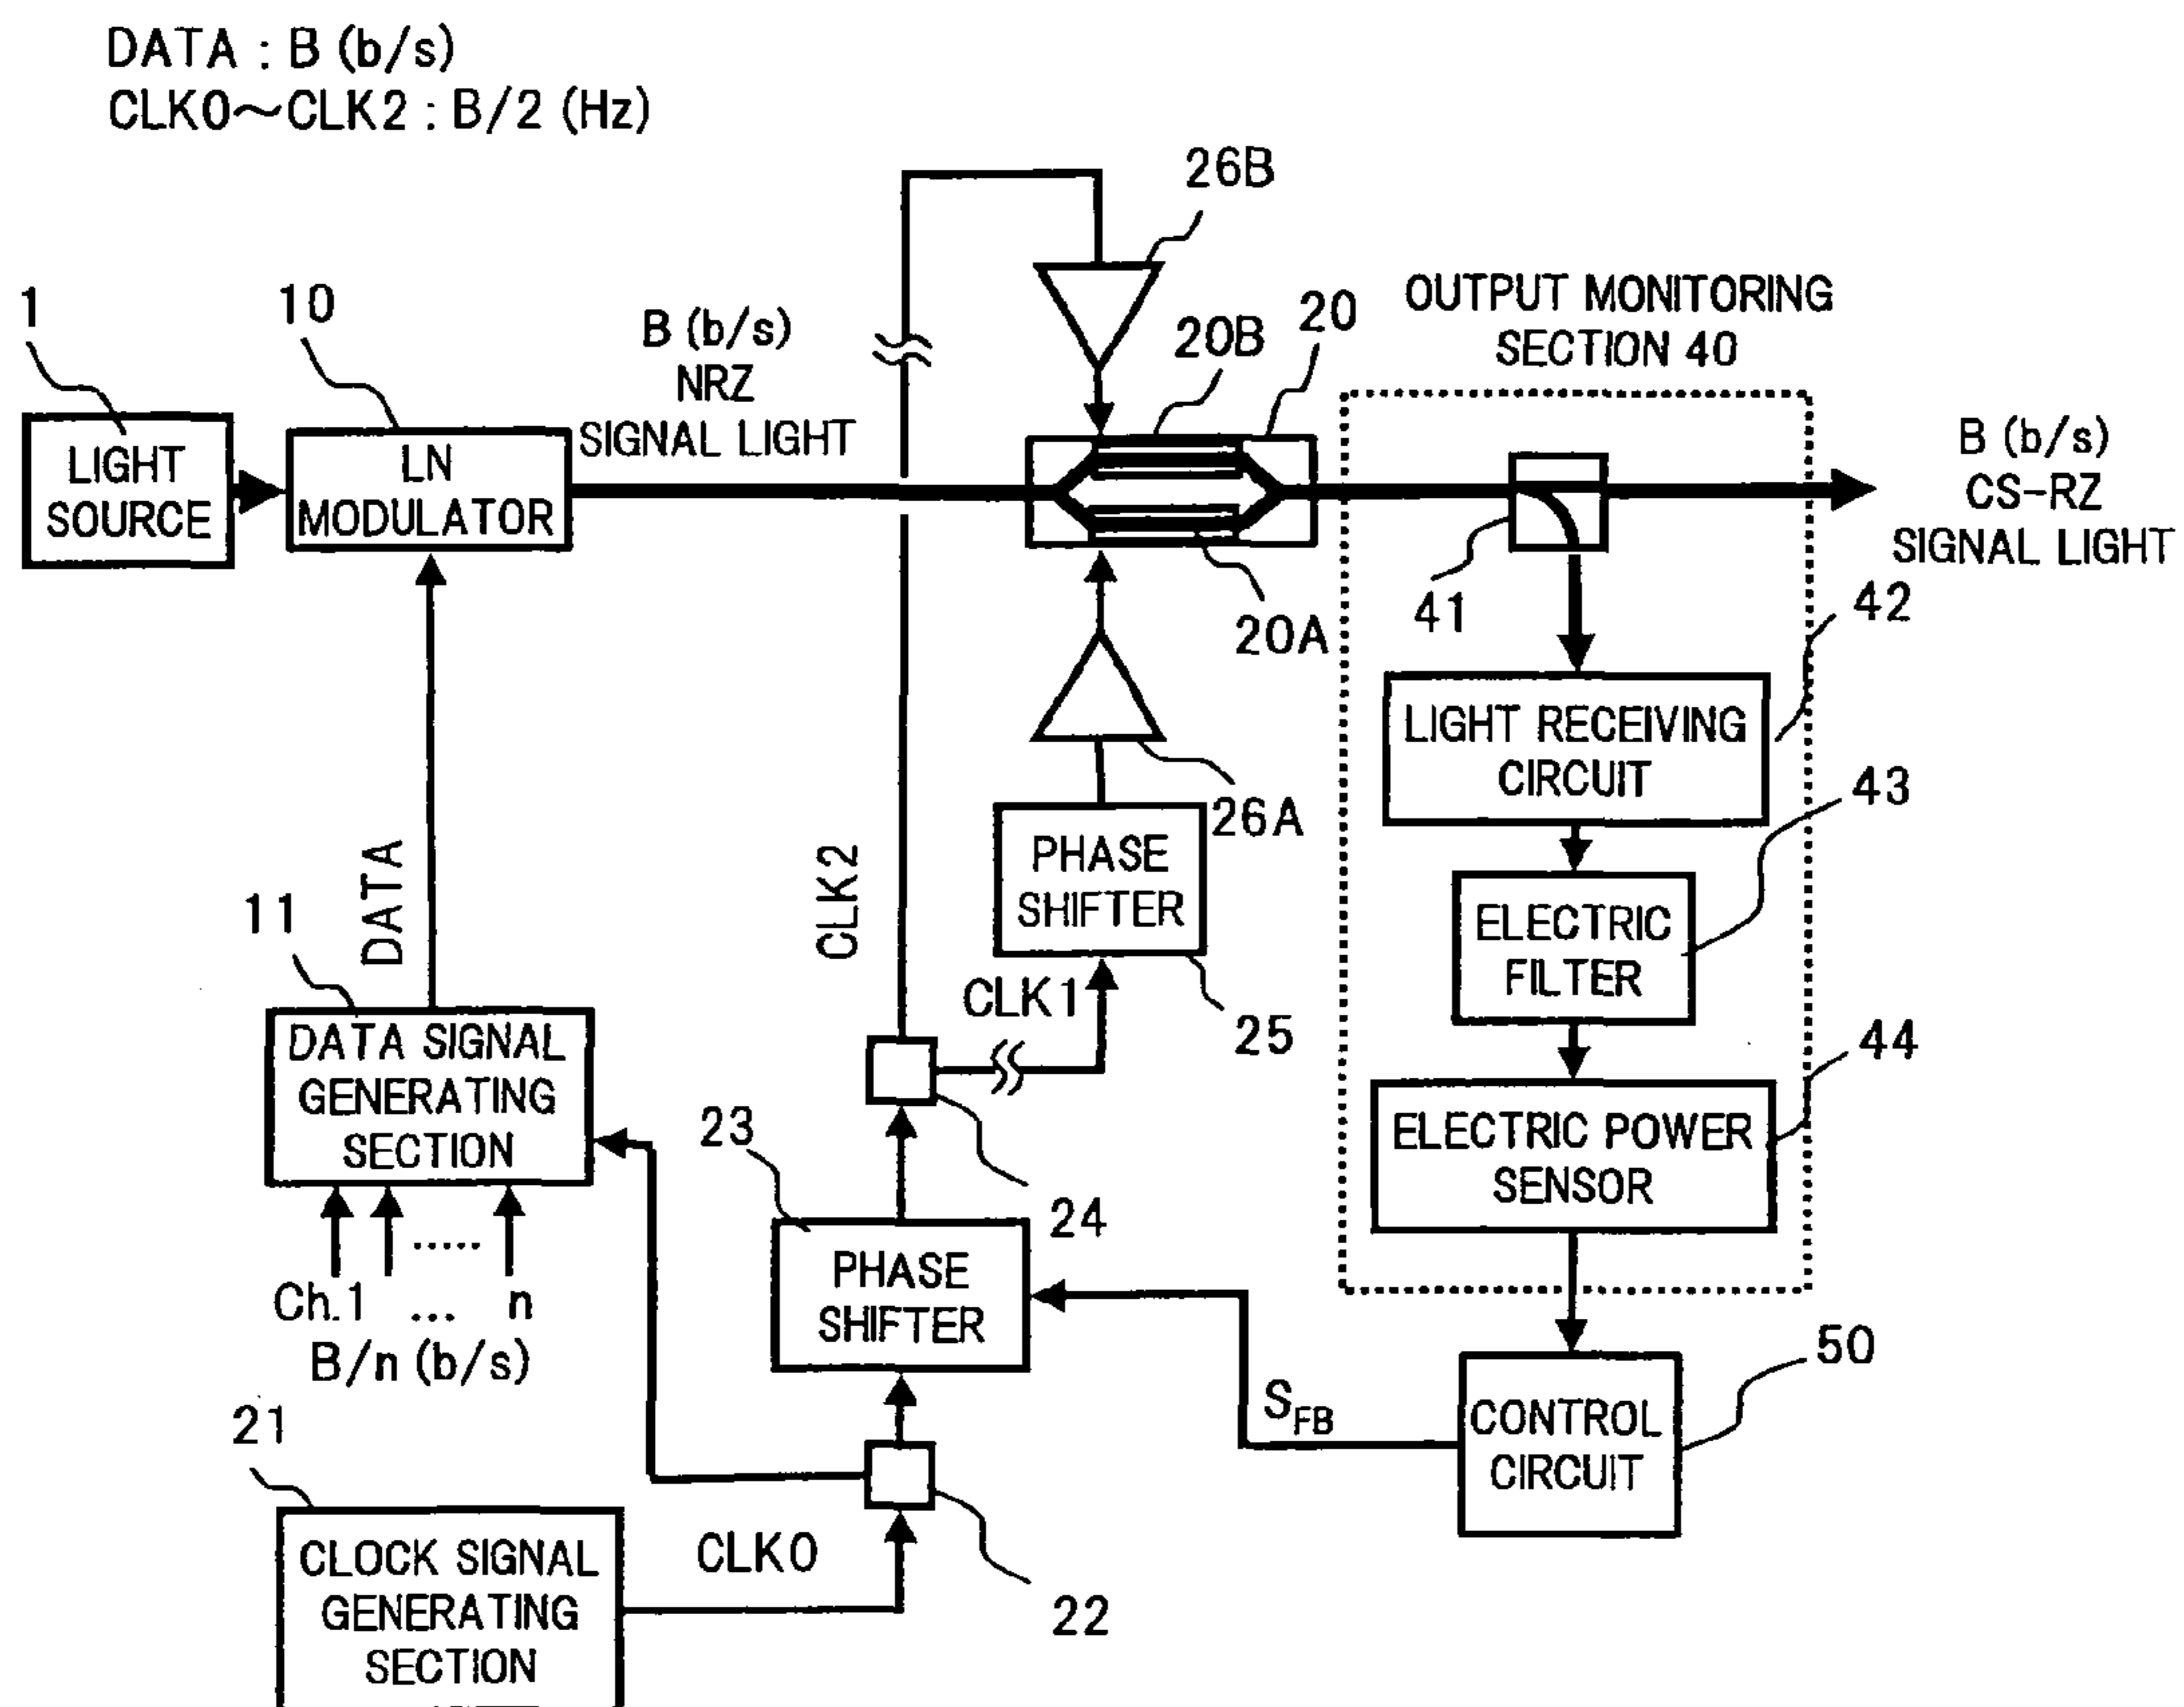 DATA : B (b/s)
CLK0～CLK2 : B/2 (Hz)
26B
OUTPUT MONITORING
SECTION 40
1
10
B (b/s)
NRZ
SIGNAL LIGHT
20B
20
LIGHT
SOURCE
LN
MODULATOR
B (b/s)
CS-RZ
SIGNAL LIGHT
41
20A
42
LIGHT RECEIVING
CIRCUIT
43
26A
PHASE
SHIFTER
ELECTRIC
FILTER
DATA
CLK2
CLK1
25
11
DATA SIGNAL
GENERATING
SECTION
44
ELECTRIC POWER
SENSOR
23
24
PHASE
SHIFTER
.....
Ch.1 ... n
B/n (b/s)
50
SFB
CONTROL
CIRCUIT
21
CLOCK SIGNAL
GENERATING
SECTION
CLK0
22